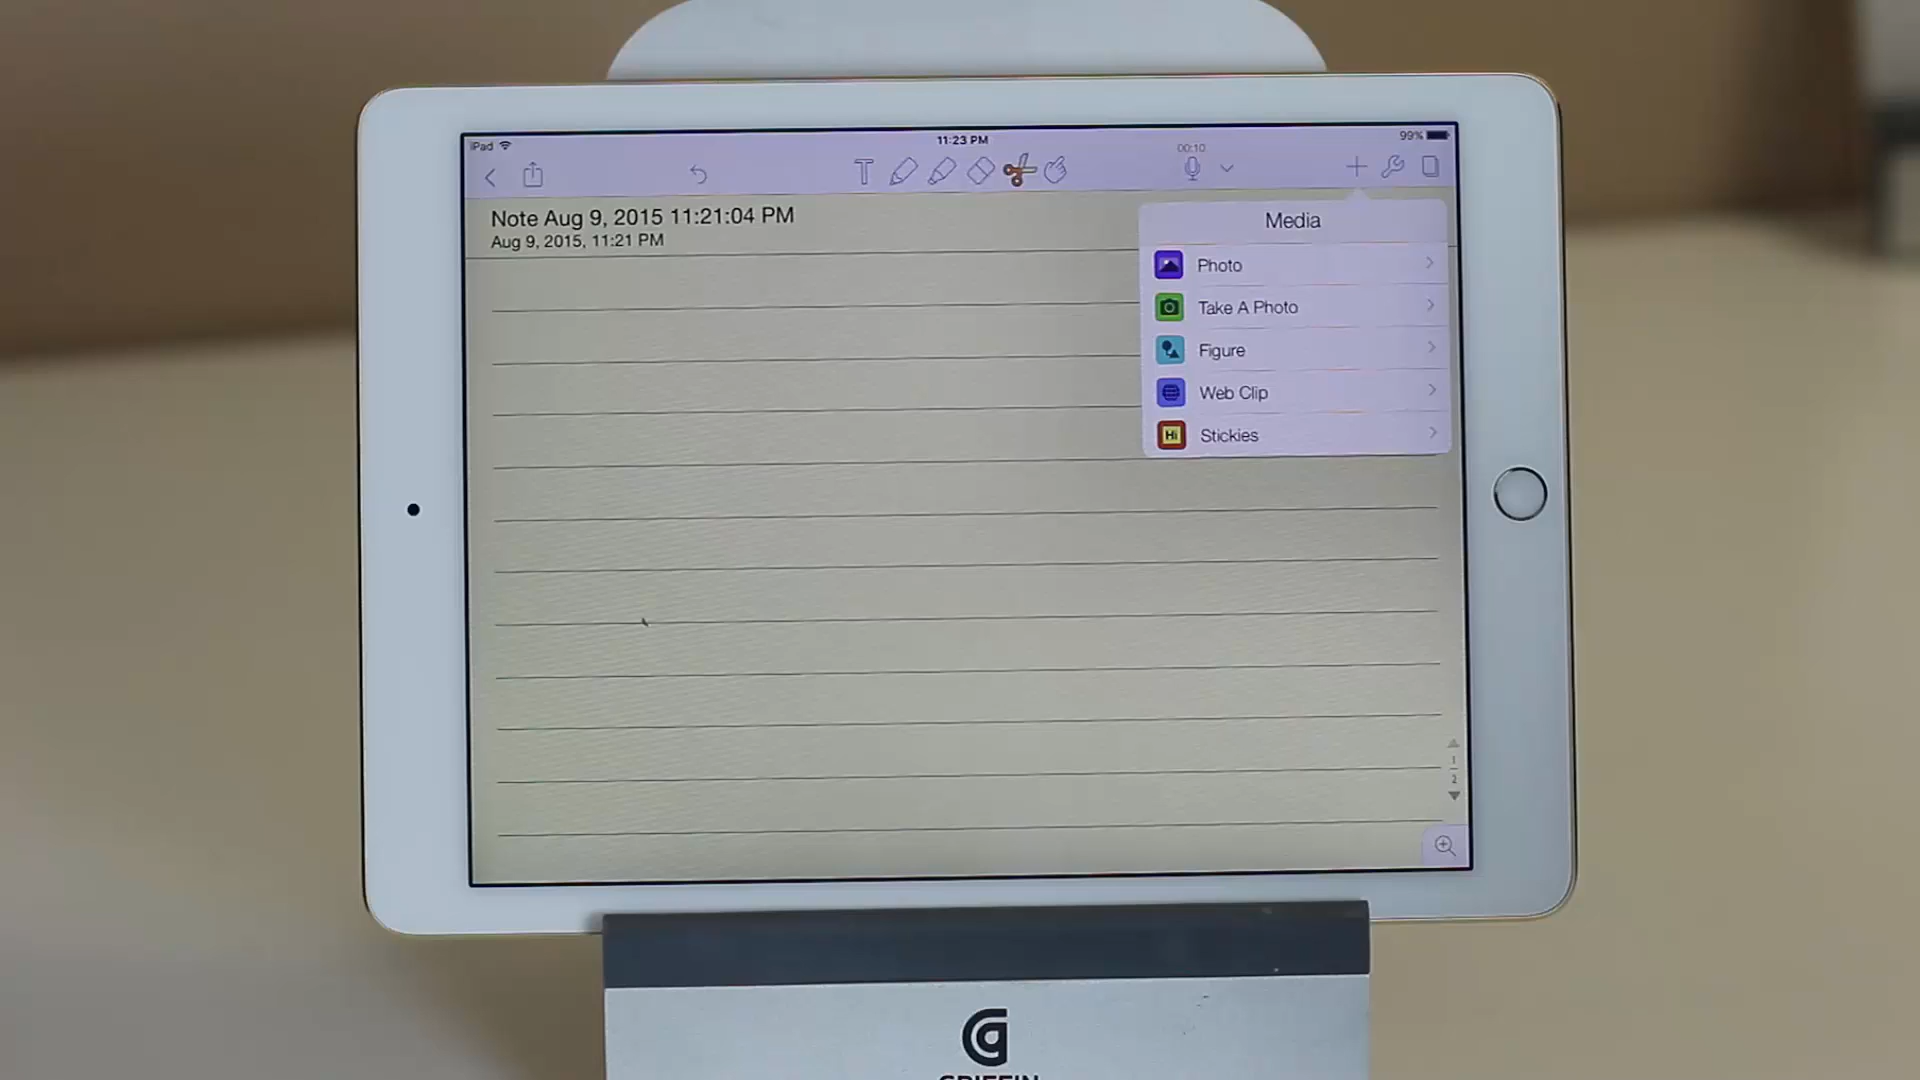 iPad
11:23 PM
99%
00:10
T
Note Aug 9, 2015 11:21:04 PM
Aug 9, 2015, 11:21 PM
Media
Photo
Take A Photo
Figure
Web Clip
Hi
Stickies
1
2
GRIFFIN